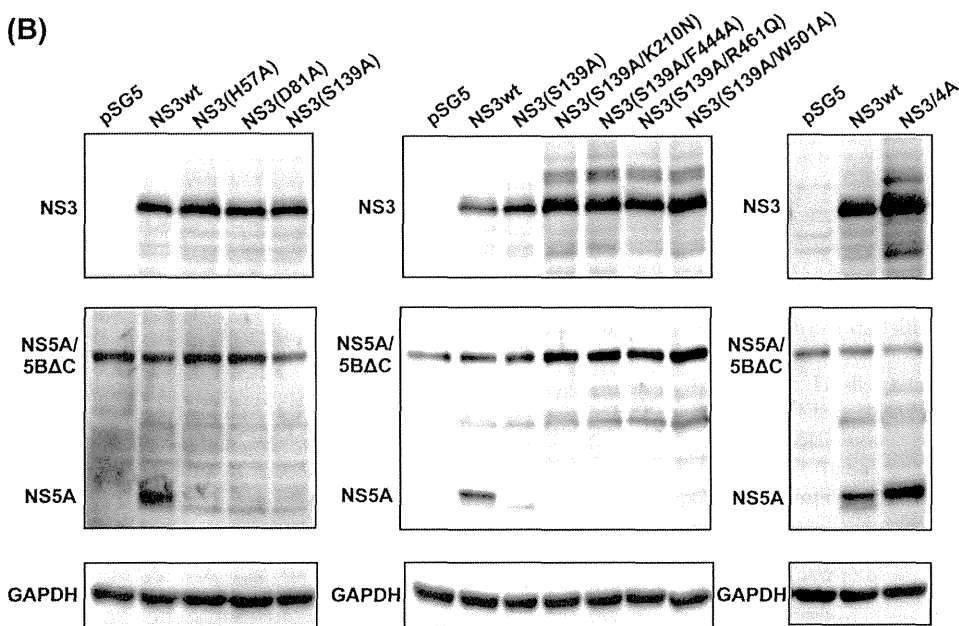 (B)
pSG5
NS3wt
NS3(H57A)
NS3(D81A)
NS3(S139A)
pSG5
NS3wt
NS3(S139A)
NS3(S139A/K210N)
NS3(S139A/F444A)
NS3(S139A/R461Q)
NS3(S139A/W501A)
pSG5
NS3wt
NS3/4A
NS3
NS3
NS3
NS5A/
5BΔC
NS5A/
5BΔC
NS5A/
5BΔC
NS5A
NS5A
NS5A
GAPDH
GAPDH
GAPDH